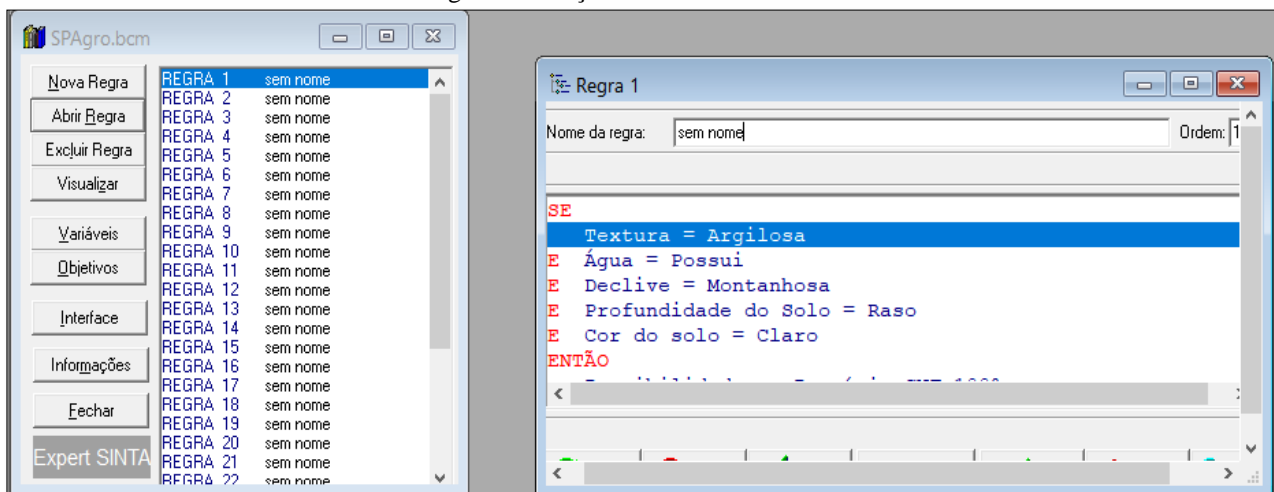 SPAgro.bcm
Nova Regra
Abrir Regra
Excluir Regra
Visualizar
Variáveis
Objetivos
Interface
Informações
Fechar
Expert SINTA
REGRA 1 sem nome
REGRA 2 sem nome
REGRA 3 sem nome
REGRA 4 sem nome
REGRA 5 sem nome
REGRA 6 sem nome
REGRA 7 sem nome
REGRA 8 sem nome
REGRA 9 sem nome
REGRA 10 sem nome
REGRA 11 sem nome
REGRA 12 sem nome
REGRA 13 sem nome
REGRA 14 sem nome
REGRA 15 sem nome
REGRA 16 sem nome
REGRA 17 sem nome
REGRA 18 sem nome
REGRA 19 sem nome
REGRA 20 sem nome
REGRA 21 sem nome
REGRA 22 sem nome
Regra 1
Nome da regra: sem nome Ordem: 1
SE
Textura = Argilosa
E Água = Possui
E Declive = Montanhosa
E Profundidade do Solo = Raso
E Cor do solo = Claro
ENTÃO